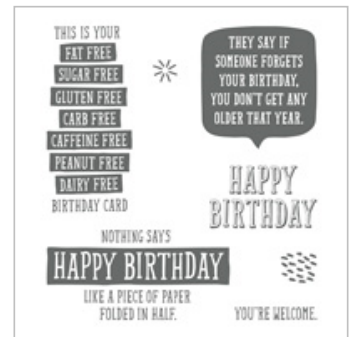 THIS IS YOUR
FAT FREE
SUGAR FREE
GLUTEN FREE
CARB FREE
CAFFEINE FREE
PEANUT FREE
DAIRY FREE
BIRTHDAY CARD
THEY SAY IF
SOMEONE FORGETS
YOUR BIRTHDAY,
YOU DON'T GET ANY
OLDER THAT YEAR.
HAPPY
BIRTHDAY
NOTHING SAYS
HAPPY BIRTHDAY
LIKE A PIECE OF PAPER
FOLDED IN HALF.
YOU'RE WELCOME.